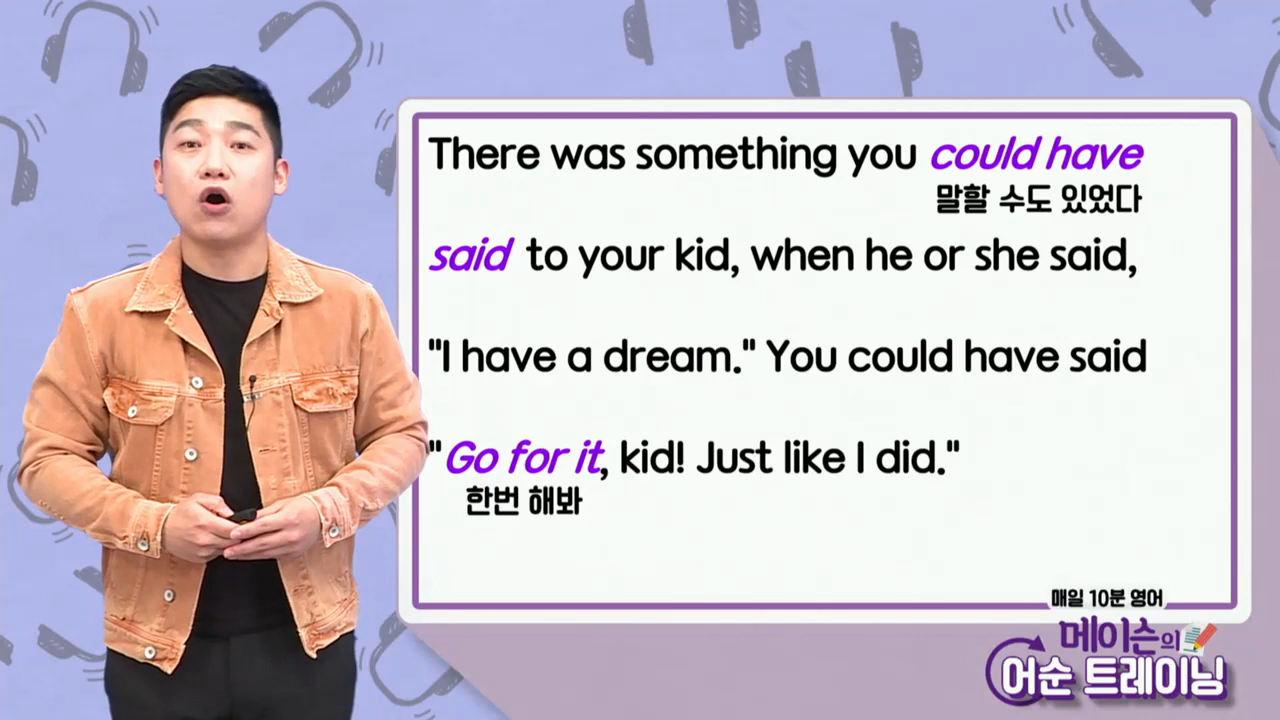 There was something you could have
말할 수도 있었다
said to your kid, when he or she said,
"I have a dream." You could have said
"Go for it, kid! Just like I did."
한번 해봐
매일 10분 영어
메이슨의
어순 트레이닝